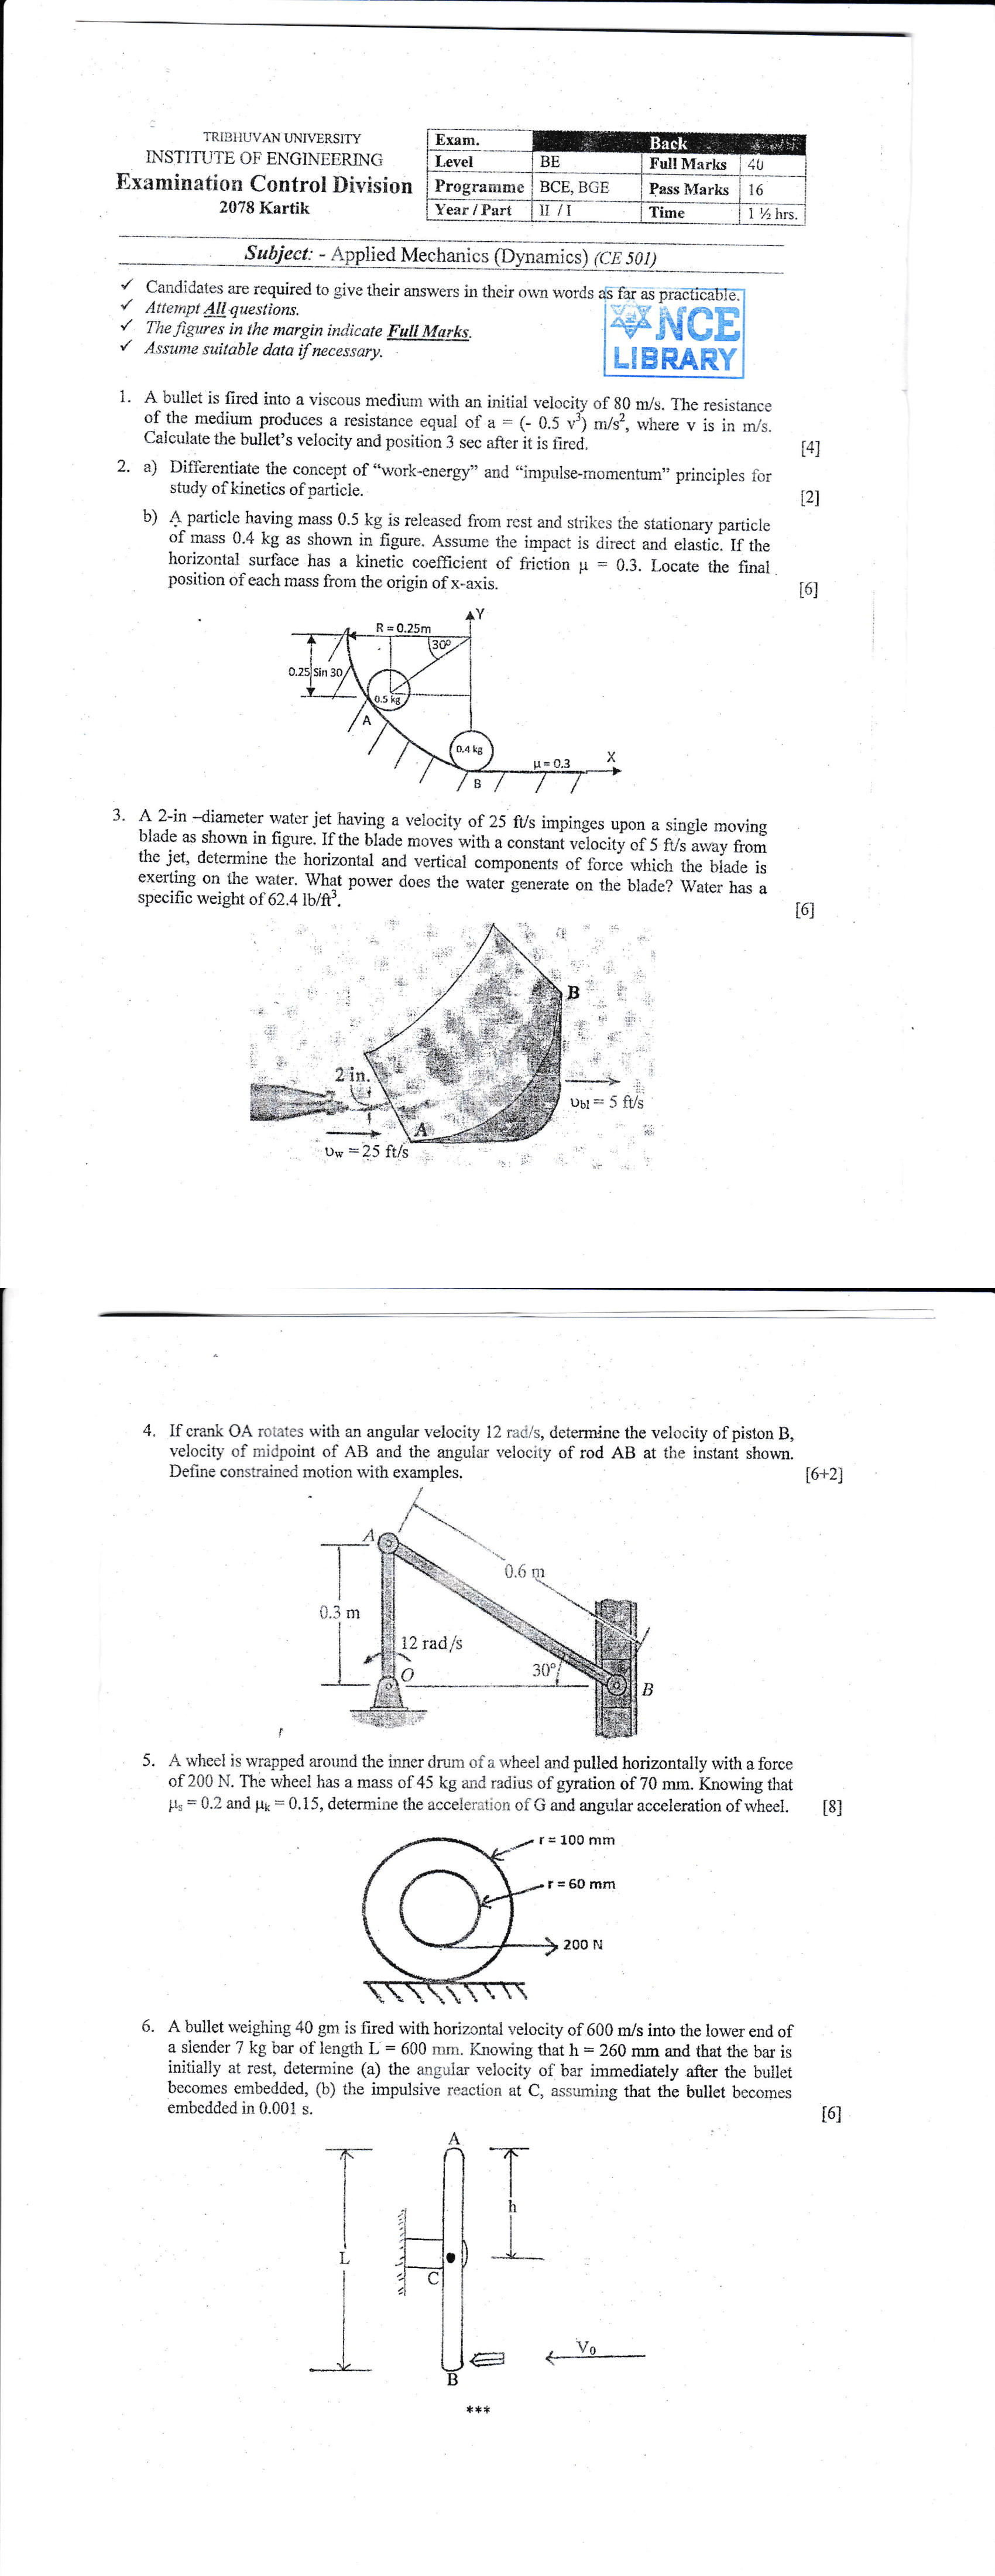 TRIBHUVAN UNIVERSITY
INSTITUTE OF ENGINEERING
Examination Control Division
2078 Kartik
Exam. Back
Level BE Full Marks 40
Programme BCE, BGE Pass Marks 16
Year / Part II / I Time 1 ½ hrs.
Subject: - Applied Mechanics (Dynamics) (CE 501)
✓ Candidates are required to give their answers in their own words as far as practicable.
✓ Attempt All questions.
✓ The figures in the margin indicate Full Marks.
✓ Assume suitable data if necessary.
NCE
LIBRARY
1. A bullet is fired into a viscous medium with an initial velocity of 80 m/s. The resistance
of the medium produces a resistance equal of a = (- 0.5 v³) m/s², where v is in m/s.
Calculate the bullet's velocity and position 3 sec after it is fired. [4]
2. a) Differentiate the concept of "work-energy" and "impulse-momentum" principles for
study of kinetics of particle. [2]
b) A particle having mass 0.5 kg is released from rest and strikes the stationary particle
of mass 0.4 kg as shown in figure. Assume the impact is direct and elastic. If the
horizontal surface has a kinetic coefficient of friction μ = 0.3. Locate the final
position of each mass from the origin of x-axis. [6]
Y
R = 0.25m
30⁰
0.25 Sin 30
0.5 kg
A
0.4 kg
μ = 0.3
X
B
3. A 2-in –diameter water jet having a velocity of 25 ft/s impinges upon a single moving
blade as shown in figure. If the blade moves with a constant velocity of 5 ft/s away from
the jet, determine the horizontal and vertical components of force which the blade is
exerting on the water. What power does the water generate on the blade? Water has a
specific weight of 62.4 lb/ft³. [6]
B
2 in.
υbl = 5 ft/s
A
υw = 25 ft/s
4. If crank OA rotates with an angular velocity 12 rad/s, determine the velocity of piston B,
velocity of midpoint of AB and the angular velocity of rod AB at the instant shown.
Define constrained motion with examples. [6+2]
A
0.6 m
0.3 m
12 rad/s
O
30°
B
5. A wheel is wrapped around the inner drum of a wheel and pulled horizontally with a force
of 200 N. The wheel has a mass of 45 kg and radius of gyration of 70 mm. Knowing that
μs = 0.2 and μk = 0.15, determine the acceleration of G and angular acceleration of wheel. [8]
r = 100 mm
r = 60 mm
200 N
6. A bullet weighing 40 gm is fired with horizontal velocity of 600 m/s into the lower end of
a slender 7 kg bar of length L = 600 mm. Knowing that h = 260 mm and that the bar is
initially at rest, determine (a) the angular velocity of bar immediately after the bullet
becomes embedded, (b) the impulsive reaction at C, assuming that the bullet becomes
embedded in 0.001 s. [6]
A
h
L
C
V₀
B
***